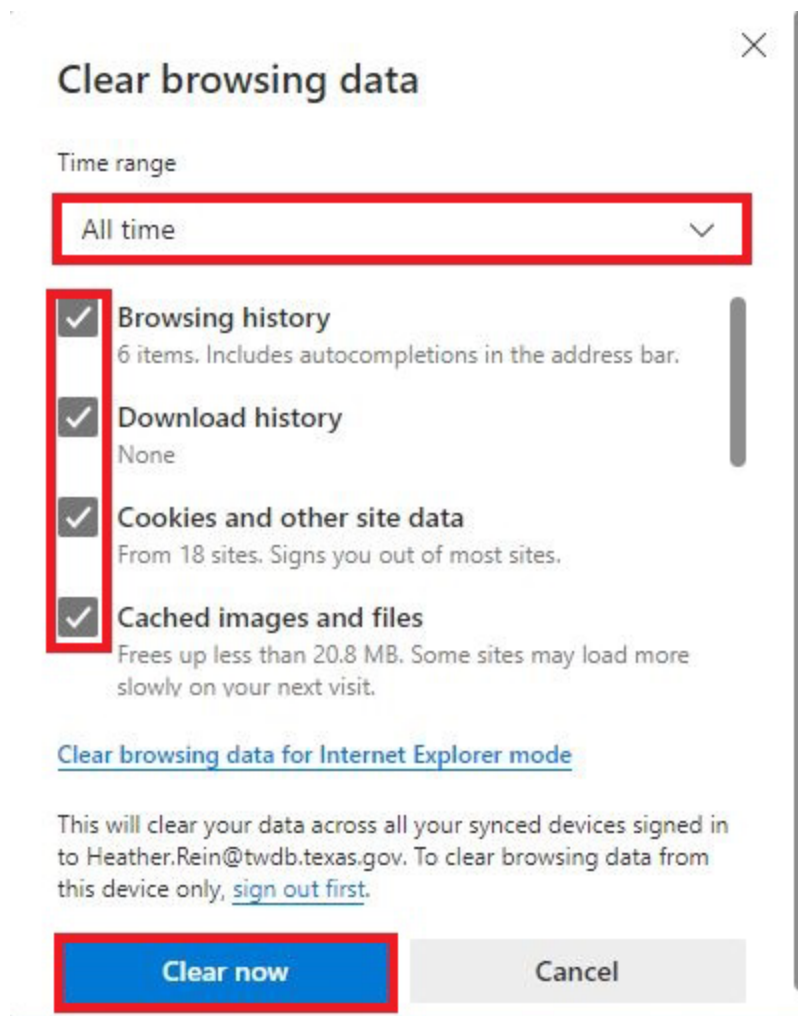 Clear browsing data
Time range
All time
Browsing history
6 items. Includes autocompletions in the address bar.
Download history
None
Cookies and other site data
From 18 sites. Signs you out of most sites.
Cached images and files
Frees up less than 20.8 MB. Some sites may load more
slowly on your next visit.
Clear browsing data for Internet Explorer mode
This will clear your data across all your synced devices signed in
to Heather.Rein@twdb.texas.gov. To clear browsing data from
this device only, sign out first.
Clear now
Cancel